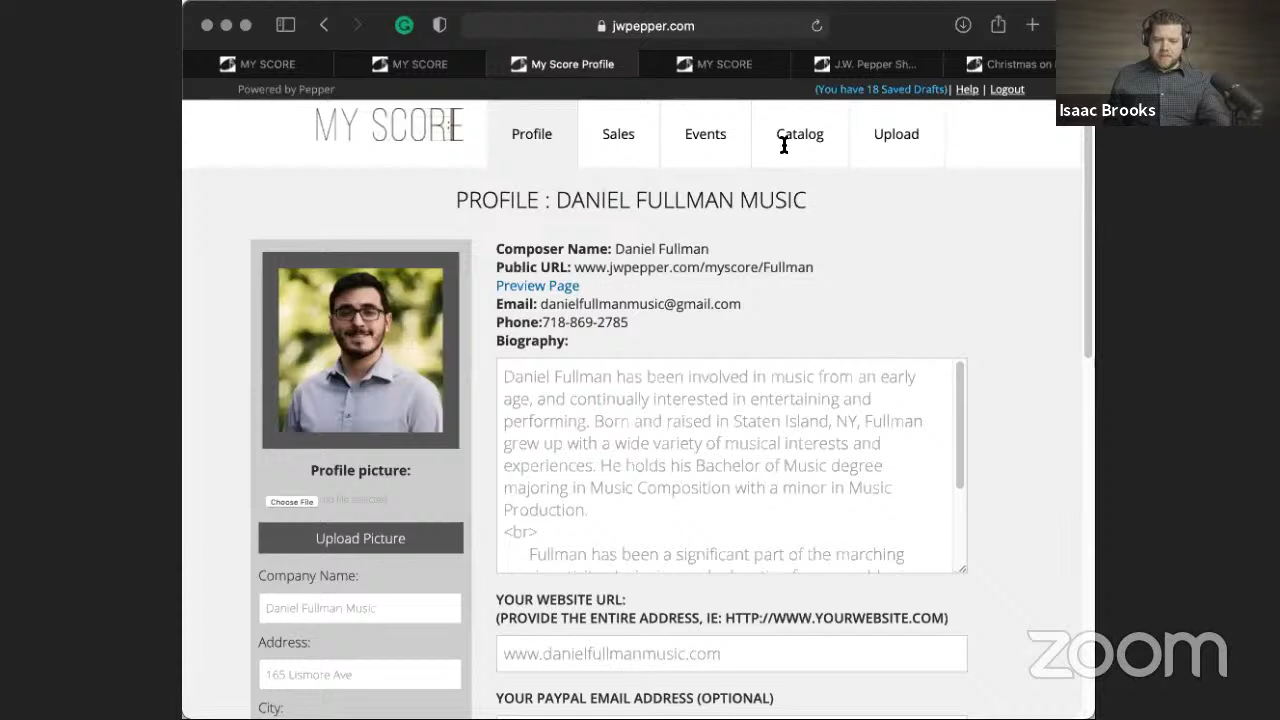 jwpepper.com
MY SCORE
MY SCORE
My Score Profile
MY SCORE
J.W. Pepper Sh...
Christmas on
Isaac Brooks
Powered by Pepper
(You have 18 Saved Drafts)| Help | Logout
MY SCORE
Profile
Sales
Events
Catalog
Upload
PROFILE : DANIEL FULLMAN MUSIC
Composer Name: Daniel Fullman
Public URL: www.jwpepper.com/myscore/Fullman
Preview Page
Email: danielfullmanmusic@gmail.com
Phone:718-869-2785
Biography:
Daniel Fullman has been involved in music from an early
age, and continually interested in entertaining and
performing. Born and raised in Staten Island, NY, Fullman
grew up with a wide variety of musical interests and
experiences. He holds his Bachelor of Music degree
majoring in Music Composition with a minor in Music
Production.
<br>
Fullman has been a significant part of the marching
Profile picture:
Choose File no file selected
Upload Picture
Company Name:
Daniel Fullman Music
Address:
165 Lismore Ave
City:
YOUR WEBSITE URL:
(PROVIDE THE ENTIRE ADDRESS, IE: HTTP://WWW.YOURWEBSITE.COM)
www.danielfullmanmusic.com
YOUR PAYPAL EMAIL ADDRESS (OPTIONAL)
zoom